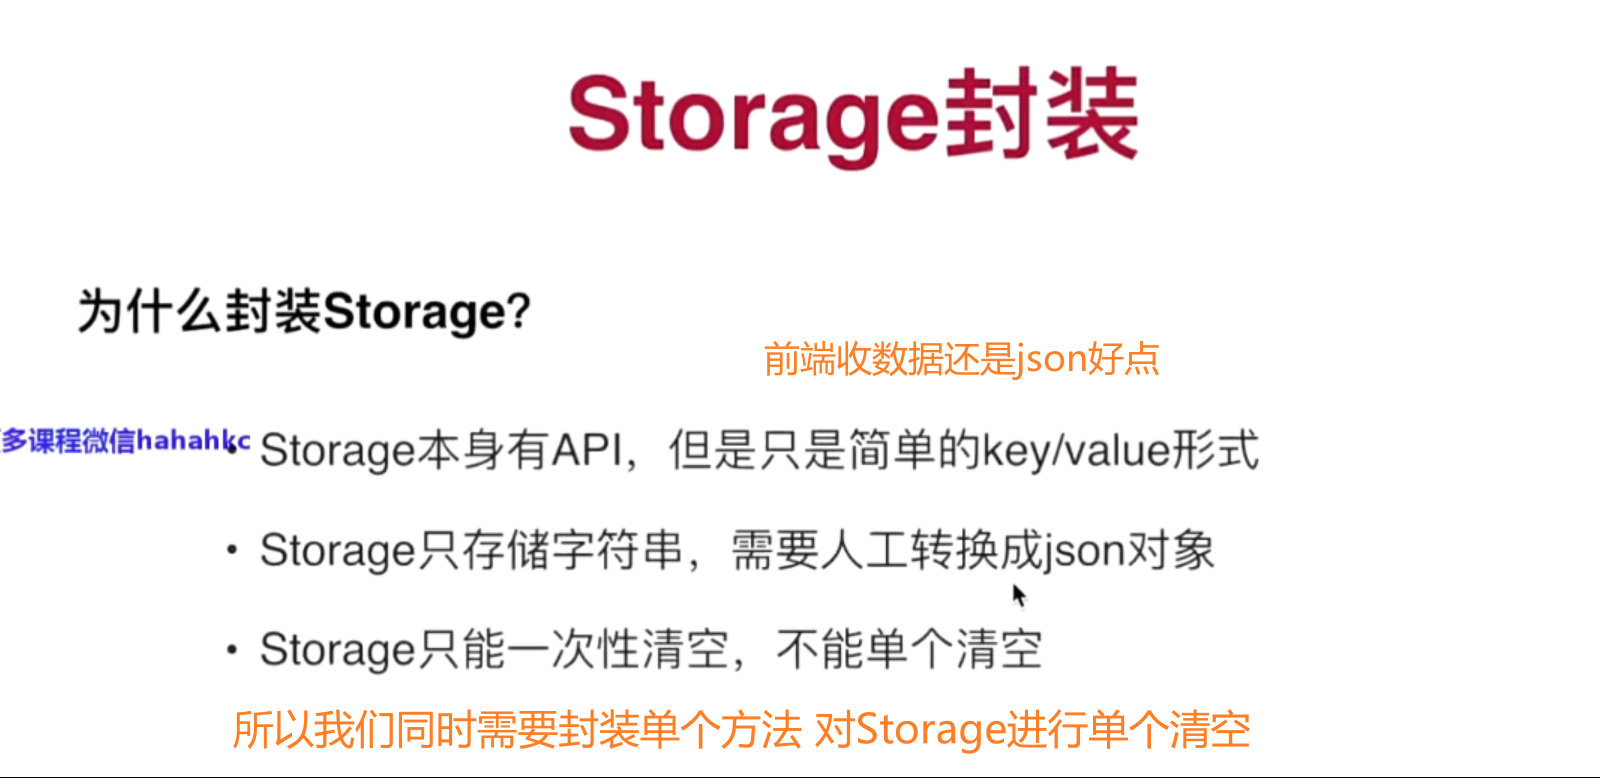 Storage封装
为什么封装Storage?
前端收数据还是json好点
多课程微信hahahkc
Storage本身有API，但是只是简单的key/value形式
• Storage只存储字符串，需要人工转换成json对象
• Storage只能一次性清空，不能单个清空
所以我们同时需要封装单个方法 对Storage进行单个清空